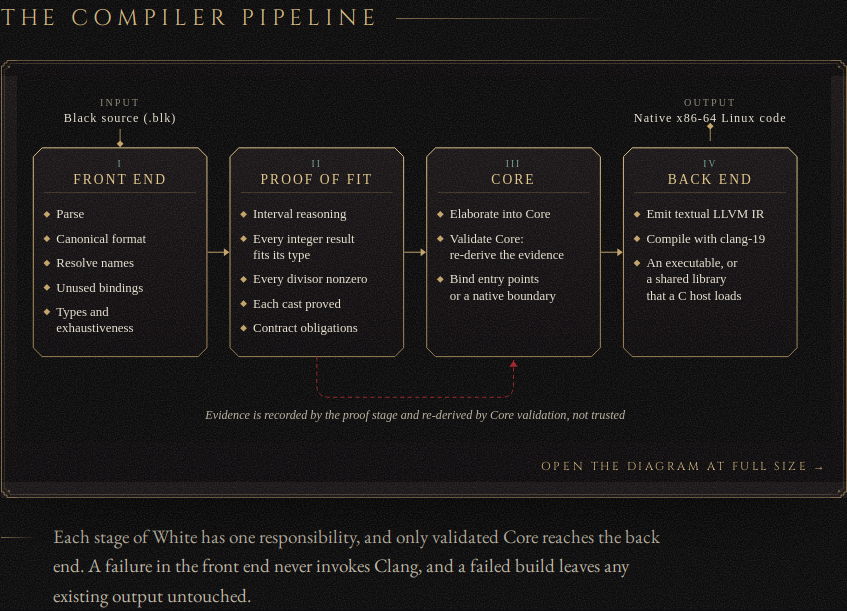 THE COMPILER PIPELINE
INPUT
Black source (.blk)
OUTPUT
Native x86-64 Linux code
I
FRONT END
Parse
Canonical format
Resolve names
Unused bindings
Types and
exhaustiveness
II
PROOF OF FIT
Interval reasoning
Every integer result
fits its type
Every divisor nonzero
Each cast proved
Contract obligations
III
CORE
Elaborate into Core
Validate Core:
re-derive the evidence
Bind entry points
or a native boundary
IV
BACK END
Emit textual LLVM IR
Compile with clang-19
An executable, or
a shared library
that a C host loads
Evidence is recorded by the proof stage and re-derived by Core validation, not trusted
OPEN THE DIAGRAM AT FULL SIZE →
Each stage of White has one responsibility, and only validated Core reaches the back
end. A failure in the front end never invokes Clang, and a failed build leaves any
existing output untouched.